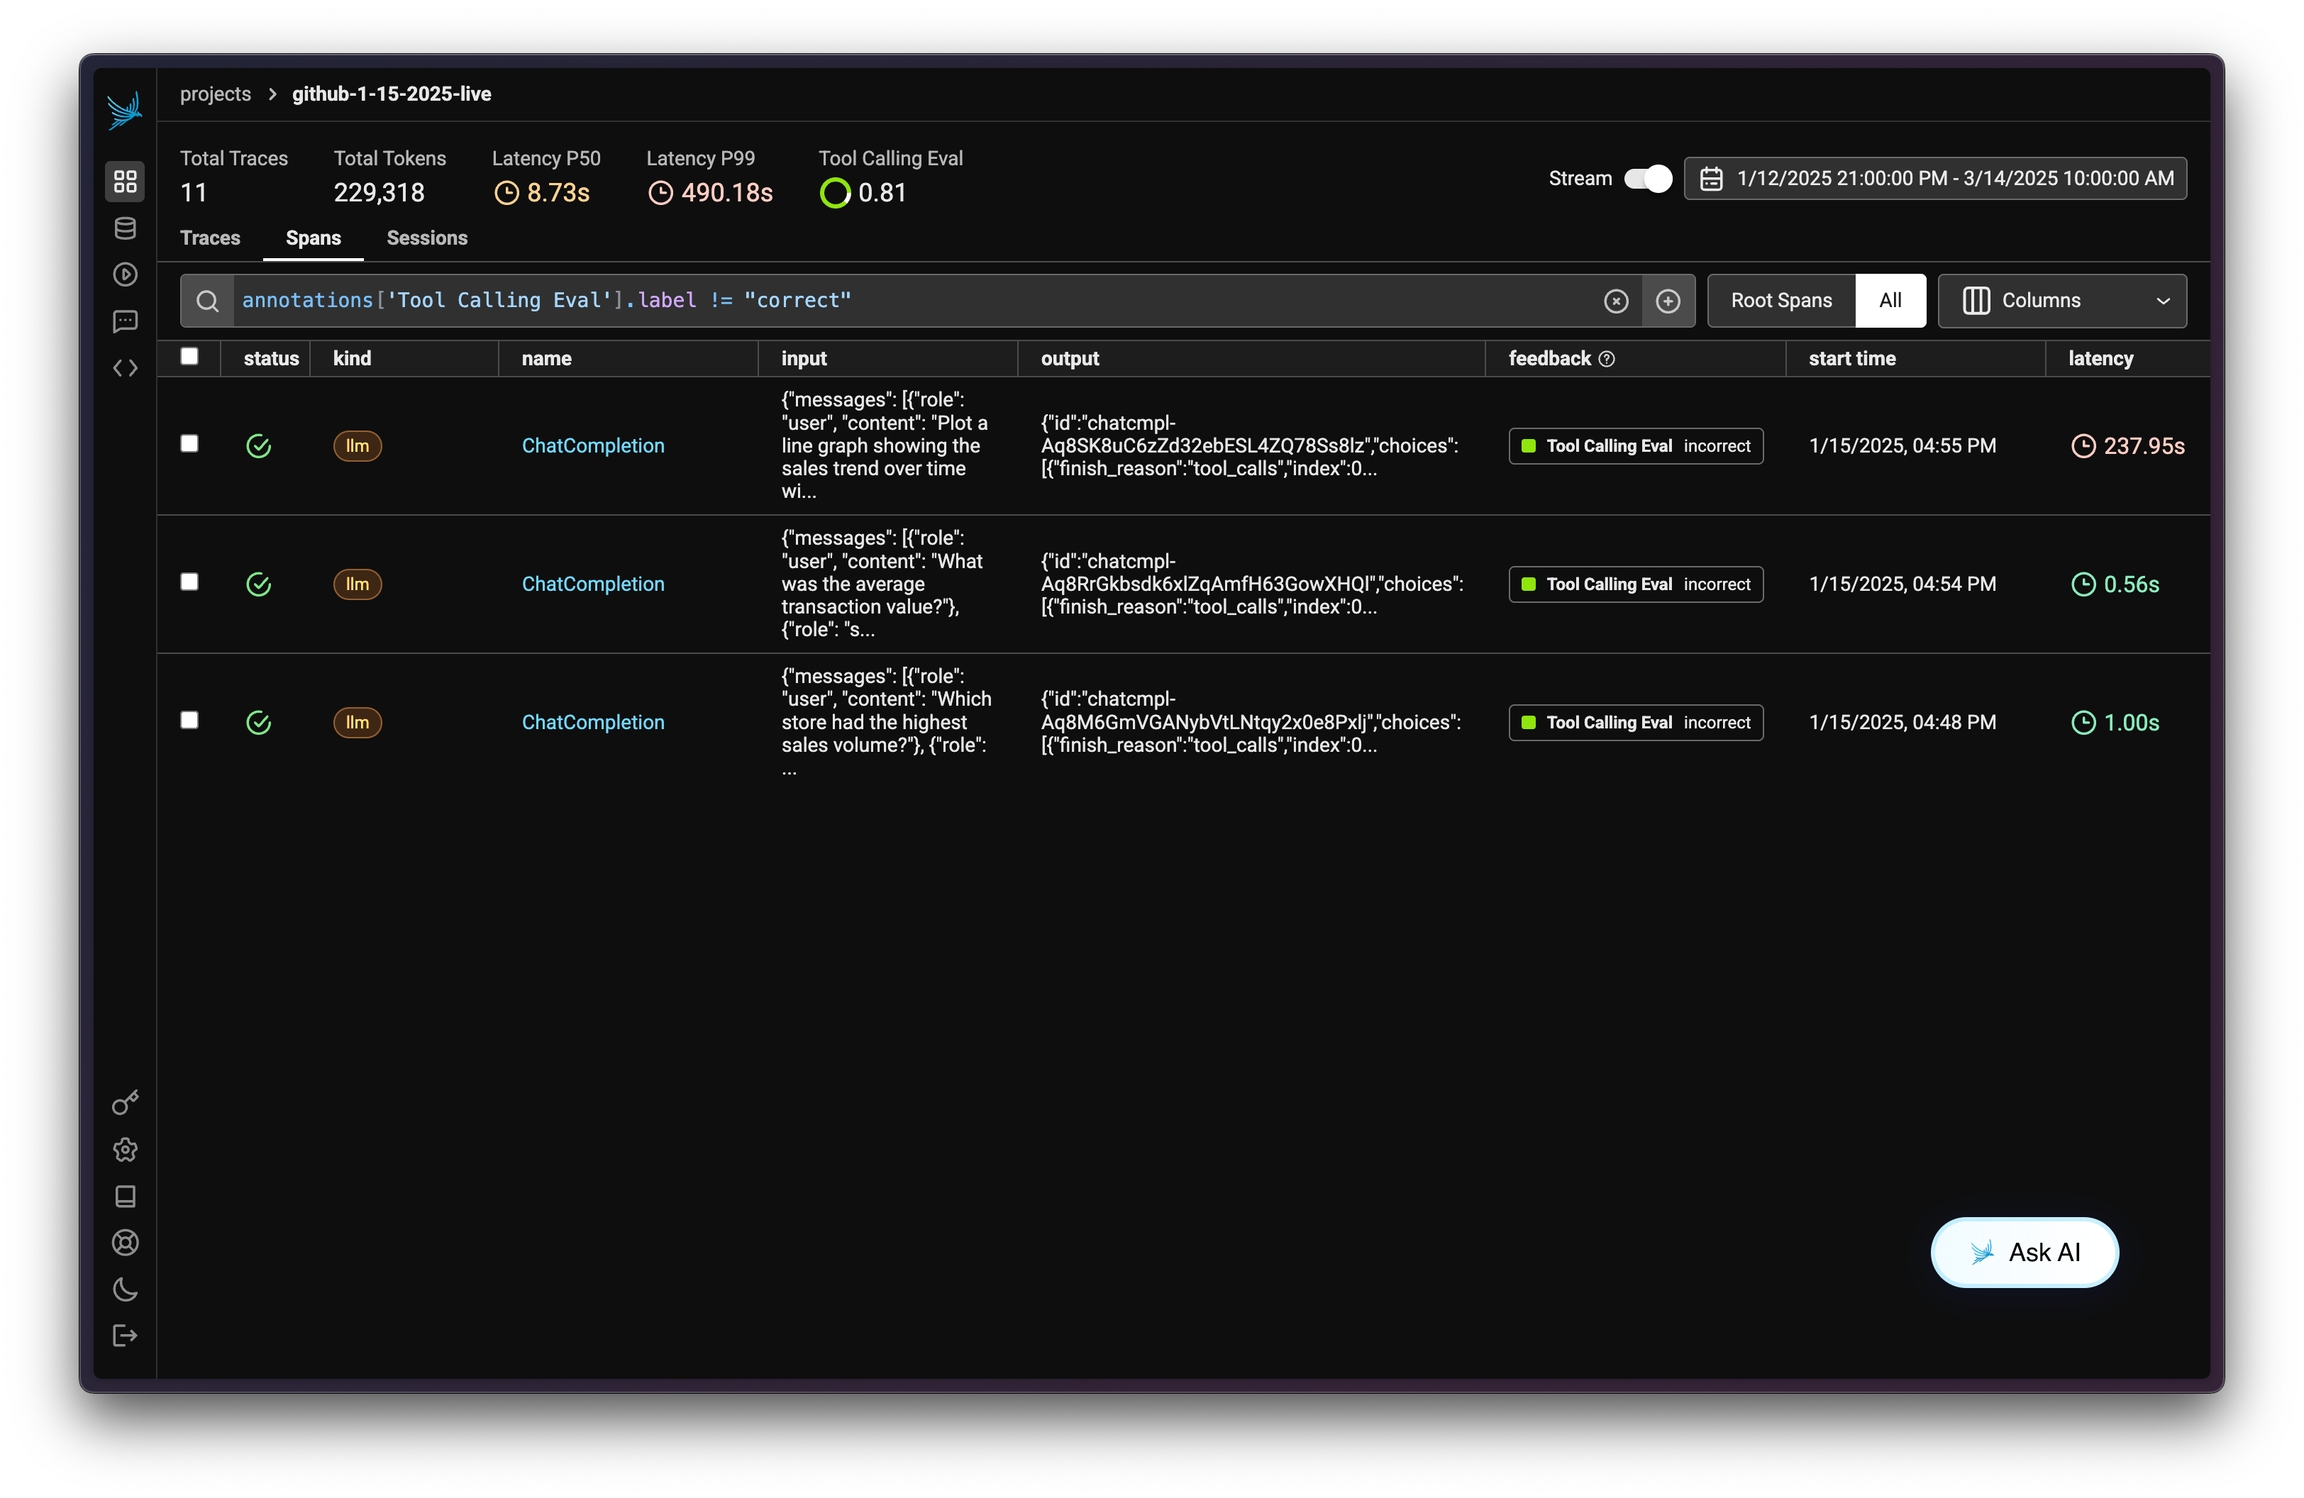 projects > github-1-15-2025-live
Total Traces
11
Total Tokens
229,318
Latency P50
8.73s
Latency P99
490.18s
Tool Calling Eval
0.81
Stream
1/12/2025 21:00:00 PM - 3/14/2025 10:00:00 AM
Traces
Spans
Sessions
annotations['Tool Calling Eval'].label != "correct"
Root Spans
All
Columns
status
kind
name
input
output
feedback
start time
latency
llm
ChatCompletion
{"messages": [{"role":
"user", "content": "Plot a
line graph showing the
sales trend over time
wi...
{"id":"chatcmpl-
Aq8SK8uC6zZd32ebESL4ZQ78Ss8lz","choices":
[{"finish_reason":"tool_calls","index":0...
Tool Calling Eval incorrect
1/15/2025, 04:55 PM
237.95s
llm
ChatCompletion
{"messages": [{"role":
"user", "content": "What
was the average
transaction value?"},
{"role": "s...
{"id":"chatcmpl-
Aq8RrGkbsdk6xlZqAmfH63GowXHQl","choices":
[{"finish_reason":"tool_calls","index":0...
Tool Calling Eval incorrect
1/15/2025, 04:54 PM
0.56s
llm
ChatCompletion
{"messages": [{"role":
"user", "content": "Which
store had the highest
sales volume?"}, {"role":
...
{"id":"chatcmpl-
Aq8M6GmVGANybVtLNtqy2x0e8PxIj","choices":
[{"finish_reason":"tool_calls","index":0...
Tool Calling Eval incorrect
1/15/2025, 04:48 PM
1.00s
Ask AI